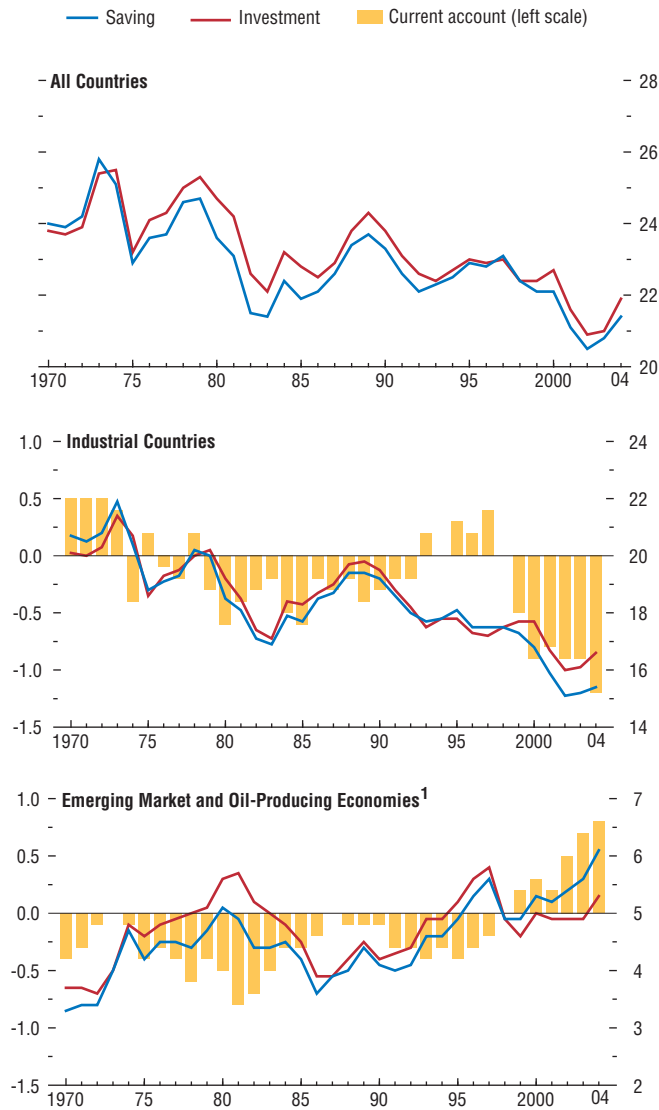 Saving Investment Current account (left scale)
All Countries
28
26
24
22
20
1970 75 80 85 90 95 2000 04
1.0 Industrial Countries 24
0.5 22
0.0 20
-0.5 18
-1.0 16
-1.5 14
1970 75 80 85 90 95 2000 04
1.0 Emerging Market and Oil-Producing Economies1 7
0.5 6
0.0 5
-0.5 4
-1.0 3
-1.5 2
1970 75 80 85 90 95 2000 04